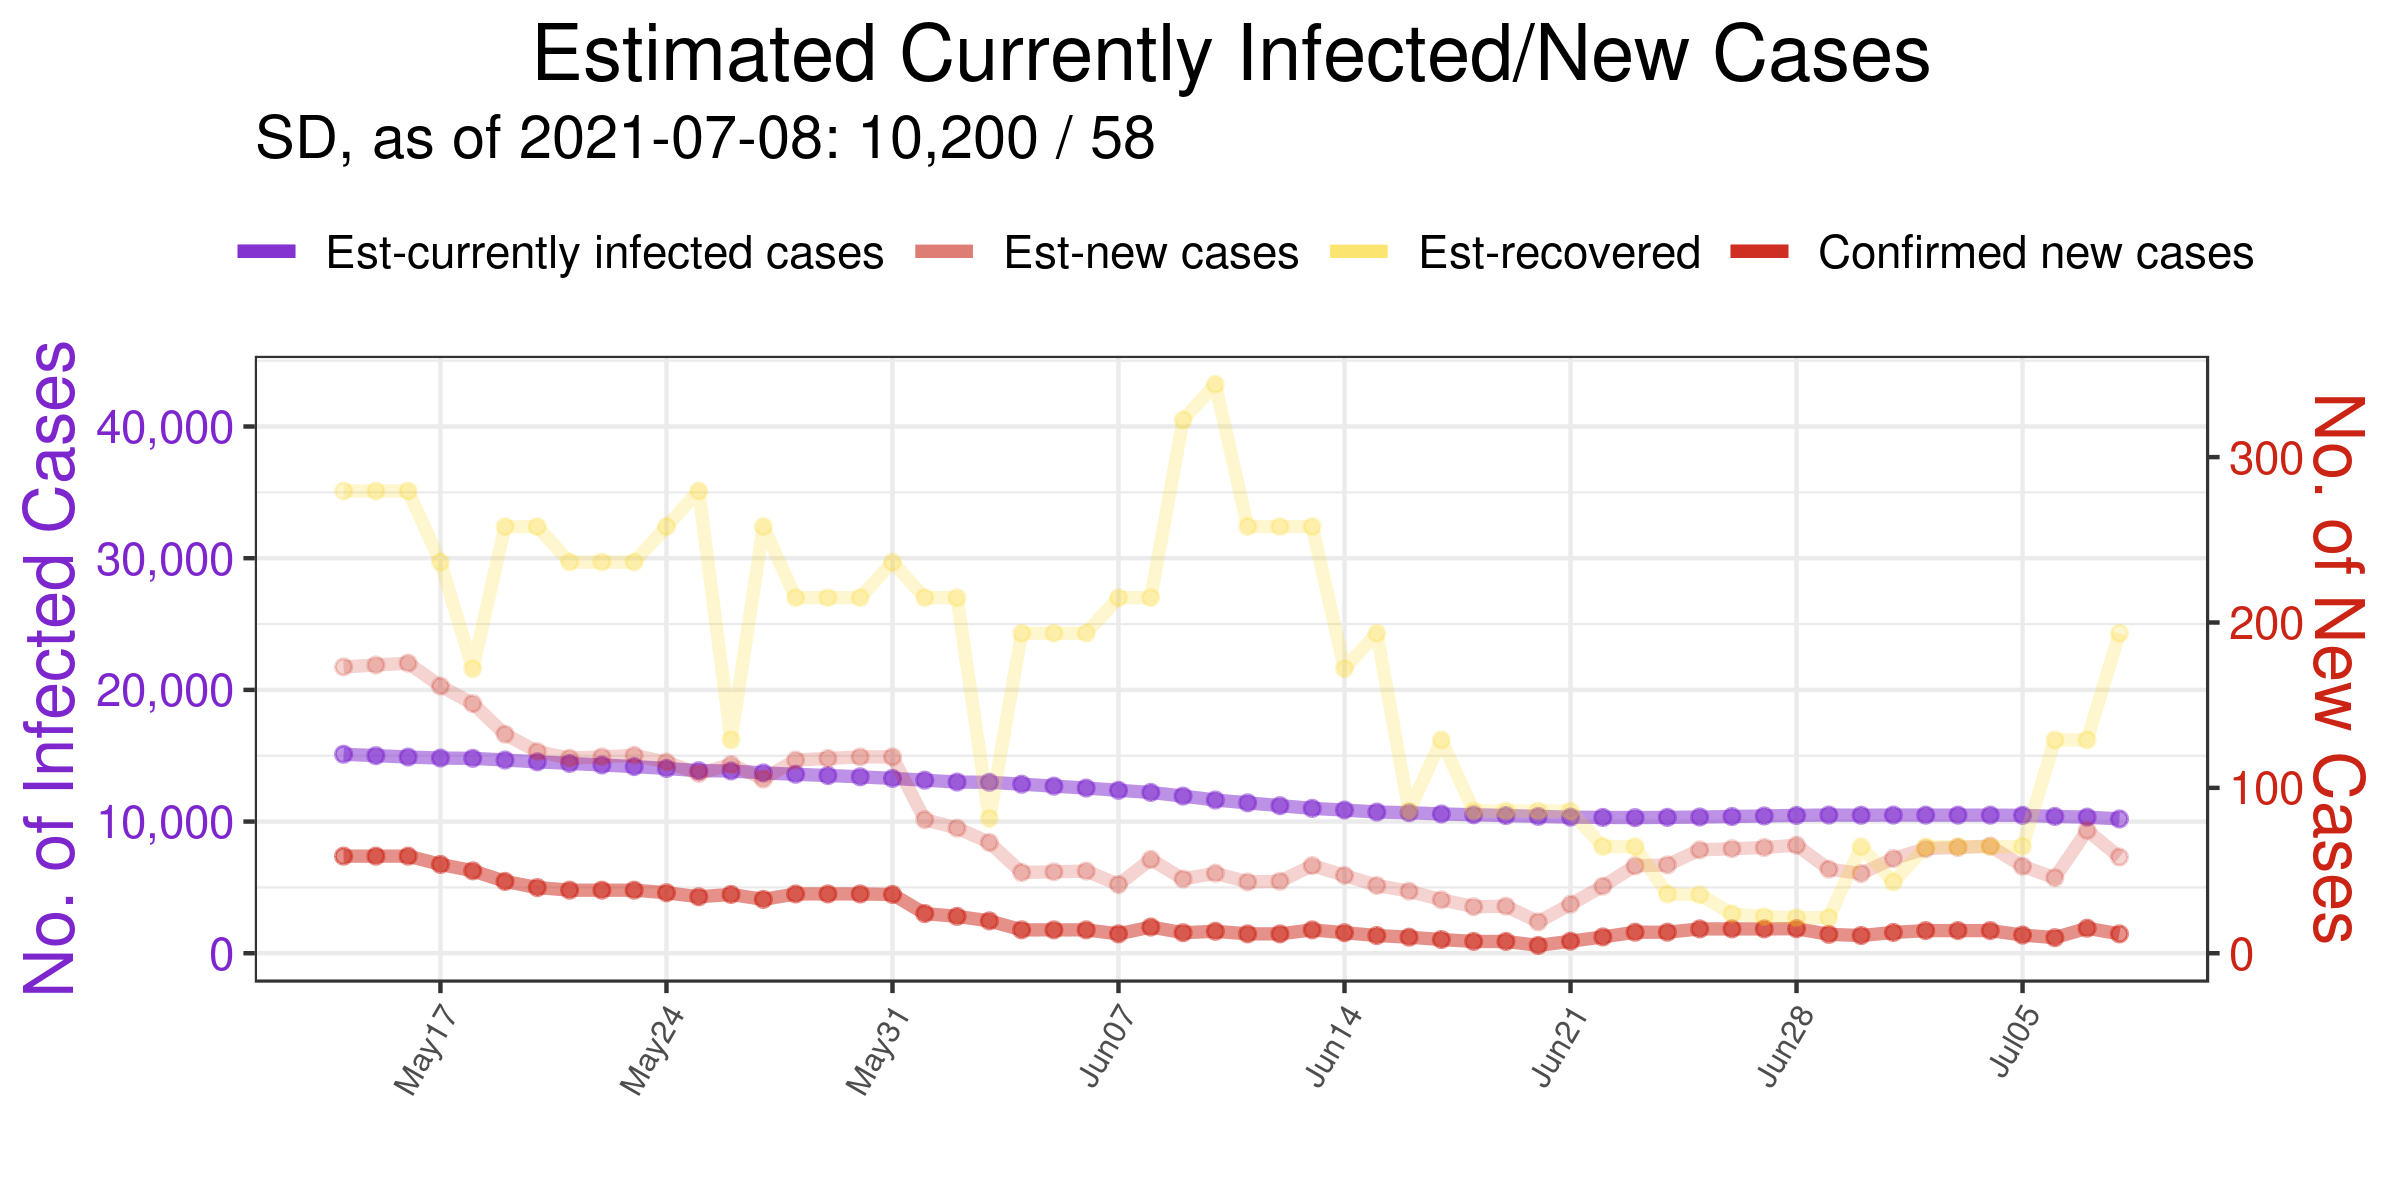 Estimated Currently Infected/New Cases
SD, as of 2021-07-08: 10,200 / 58
Est-currently infected cases Est-new cases Est-recovered Confirmed new cases
No. of Infected Cases
40,000
30,000
20,000
10,000
0
300
200
100
0
No. of New Cases
May17 May24 May31 Jun07 Jun14 Jun21 Jun28 Jul05